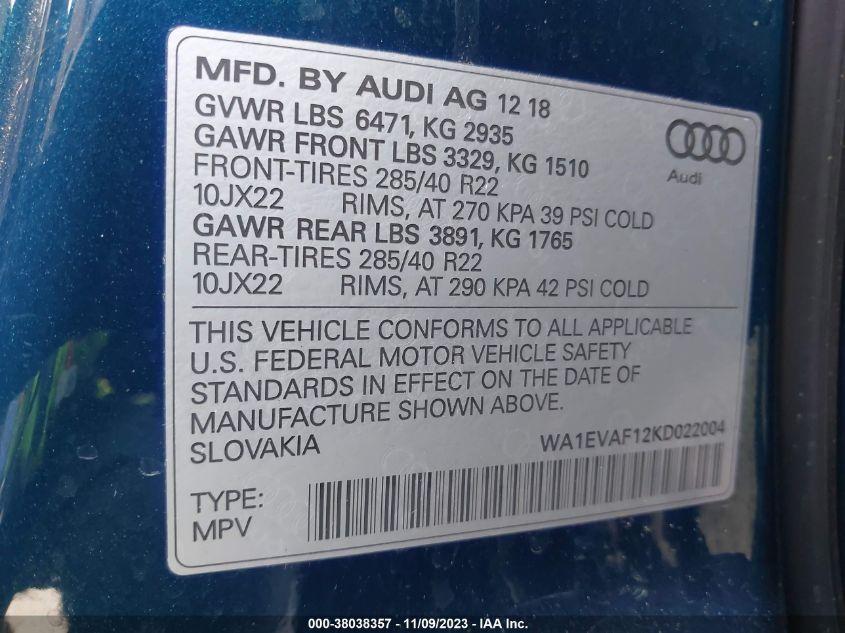 MFD. BY AUDI AG 12 18
GVWR LBS 6471, KG 2935
GAWR FRONT LBS 3329, KG 1510
FRONT-TIRES 285/40 R22
10JX22 RIMS, AT 270 KPA 39 PSI COLD
GAWR REAR LBS 3891, KG 1765
REAR-TIRES 285/40 R22
10JX22 RIMS, AT 290 KPA 42 PSI COLD
Audi
THIS VEHICLE CONFORMS TO ALL APPLICABLE
U.S. FEDERAL MOTOR VEHICLE SAFETY
STANDARDS IN EFFECT ON THE DATE OF
MANUFACTURE SHOWN ABOVE.
SLOVAKIA WA1EVAF12KD022004
TYPE:
MPV
000-38038357 - 11/09/2023 - IAA Inc.